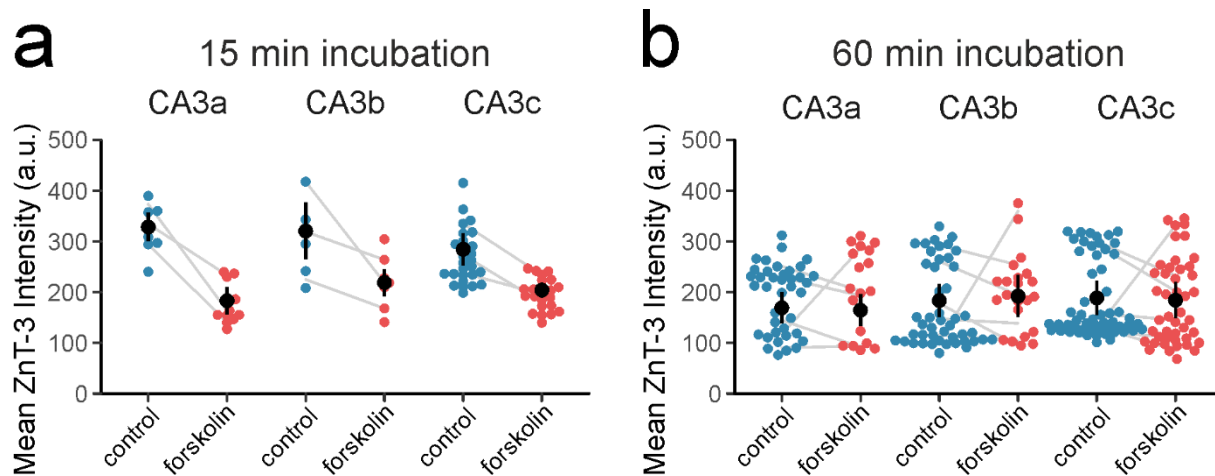 a
15 min incubation
CA3a CA3b CA3c
Mean ZnT-3 Intensity (a.u.)
500
400
300
200
100
0
control forskolin control forskolin control forskolin
b
60 min incubation
CA3a CA3b CA3c
Mean ZnT-3 Intensity (a.u.)
500
400
300
200
100
0
control forskolin control forskolin control forskolin